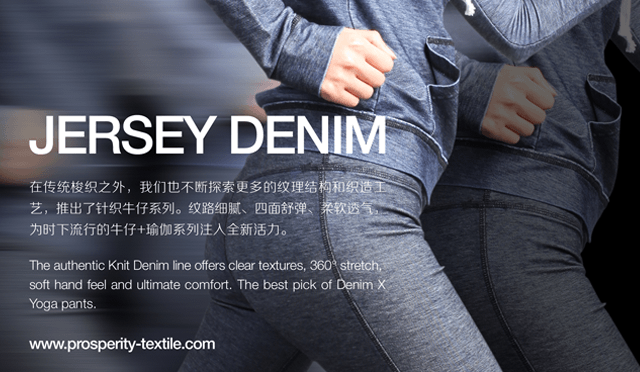 JERSEY DENIM
在传统梭织之外，我们也不断探索更多的纹理结构和织造工
艺，推出了针织牛仔系列。纹路细腻、四面舒弹、柔软透气，
为时下流行的牛仔+瑜伽系列注入全新活力。
The authentic Knit Denim line offers clear textures, 360° stretch,
soft hand feel and ultimate comfort. The best pick of Denim X
Yoga pants.
www.prosperity-textile.com